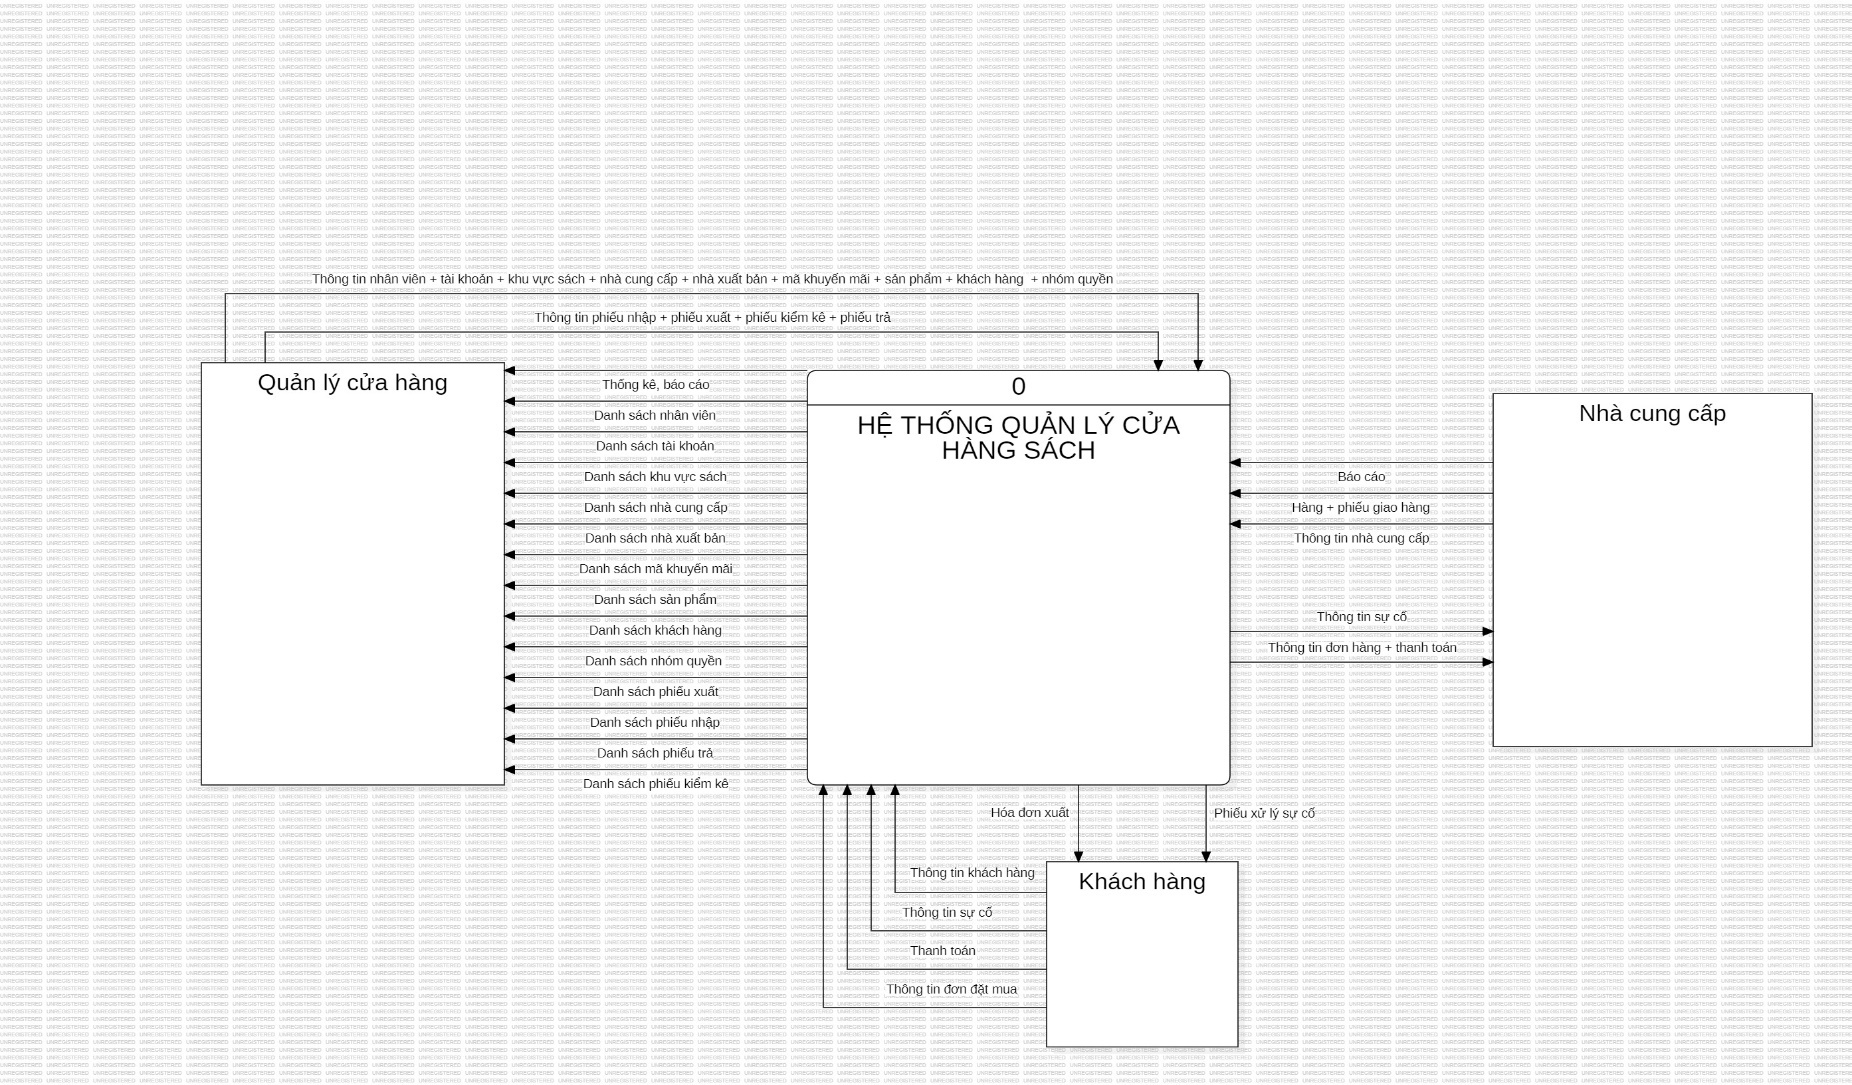 Thông tin nhân viên + tài khoản + khu vực sách + nhà cung cấp + nhà xuất bản + mã khuyến mãi + sản phẩm + khách hàng + nhóm quyền
Thông tin phiếu nhập + phiếu xuất + phiếu kiểm kê + phiếu trả
Quản lý cửa hàng
Thống kê, báo cáo
Danh sách nhân viên
Danh sách tài khoản
Danh sách khu vực sách
Danh sách nhà cung cấp
Danh sách nhà xuất bản
Danh sách mã khuyến mãi
Danh sách sản phẩm
Danh sách khách hàng
Danh sách nhóm quyền
Danh sách phiếu xuất
Danh sách phiếu nhập
Danh sách phiếu trả
Danh sách phiếu kiểm kê
0
HỆ THỐNG QUẢN LÝ CỬA
HÀNG SÁCH
Nhà cung cấp
Báo cáo
Hàng + phiếu giao hàng
Thông tin nhà cung cấp
Thông tin sự cố
Thông tin đơn hàng + thanh toán
Hóa đơn xuất
Phiếu xử lý sự cố
Khách hàng
Thông tin khách hàng
Thông tin sự cố
Thanh toán
Thông tin đơn đặt mua
UNREGISTERED